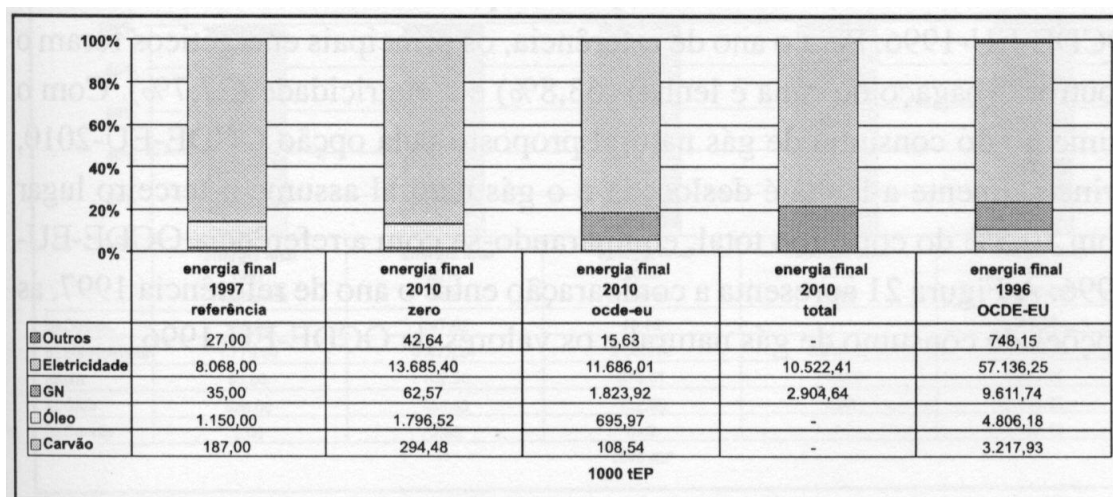 100%
80%
60%
40%
20%
0%
energia final energia final energia final energia final energia final
1997 2010 2010 2010 1996
referência zero ocde-eu total OCDE-EU
Outros 27,00 42,64 15,63 - 748,15
Eletricidade 8.068,00 13.685,40 11.686,01 10.522,41 57.136,25
GN 35,00 62,57 1.823,92 2.904,64 9.611,74
Óleo 1.150,00 1.796,52 695,97 - 4.806,18
Carvão 187,00 294,48 108,54 - 3.217,93
1000 tEP